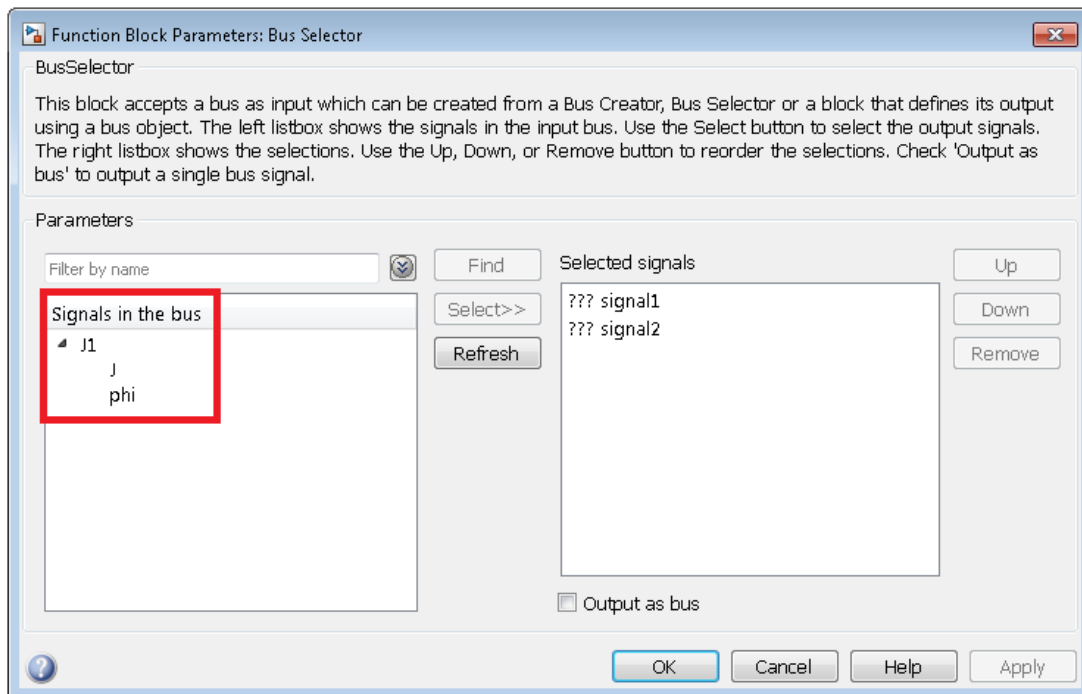 Function Block Parameters: Bus Selector
BusSelector
This block accepts a bus as input which can be created from a Bus Creator, Bus Selector or a block that defines its output
using a bus object. The left listbox shows the signals in the input bus. Use the Select button to select the output signals.
The right listbox shows the selections. Use the Up, Down, or Remove button to reorder the selections. Check 'Output as
bus' to output a single bus signal.
Parameters
Filter by name
Find
Select>>
Refresh
Signals in the bus
J1
J
phi
Selected signals
??? signal1
??? signal2
Up
Down
Remove
Output as bus
OK
Cancel
Help
Apply